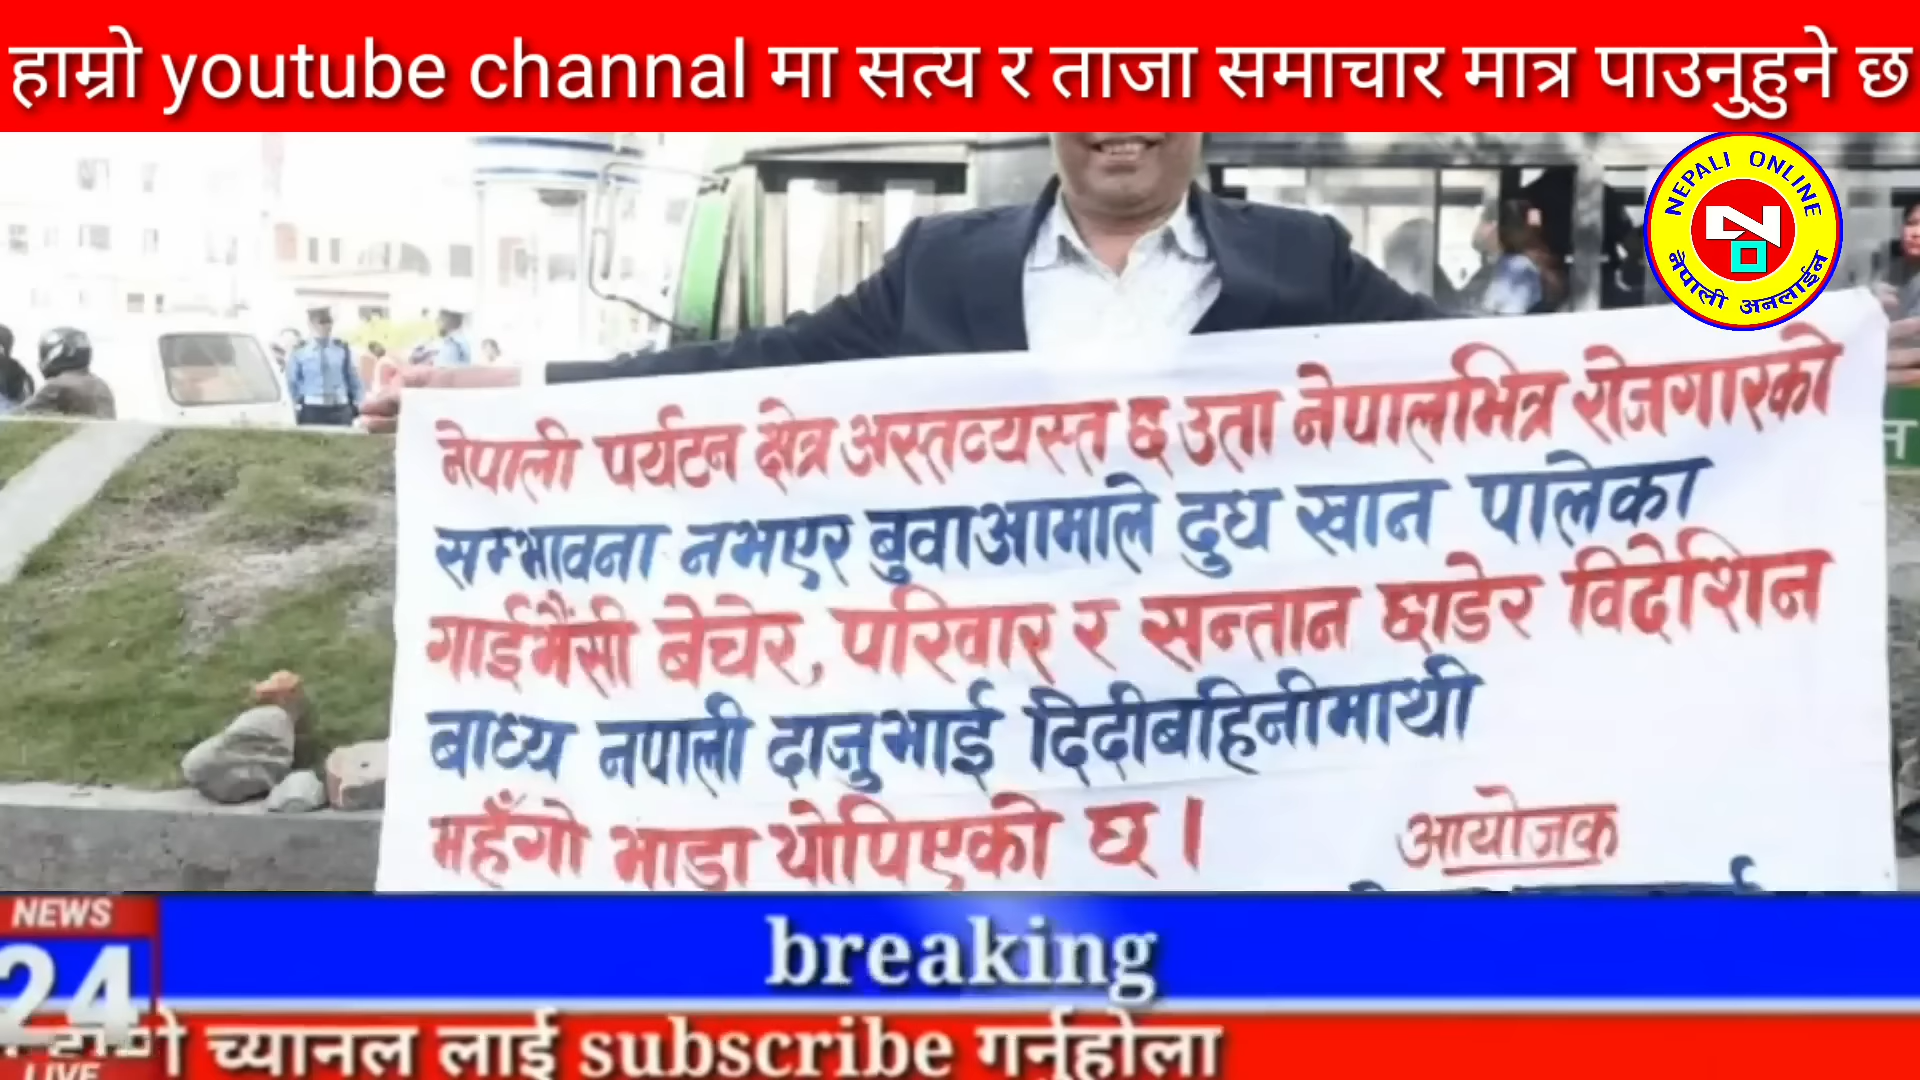 हाम्रो youtube channal मा सत्य र ताजा समाचार मात्र पाउनुहुने छ
NEPALI ONLINE
नेपाली अनलाईन
नेपाली पर्यटन क्षेत्र अस्तव्यस्त छ उता नेपालभित्र रोजगारको
सम्भावना नभएर बुवाआमाले दुध खान पालेका
गाईभैंसी बेचेर, परिवार र सन्तान छाडेर विदेशिन
बाध्य नपाली दाजुभाई दिदीबहिनीमाथी
महँगो भाडा थोपिएको छ ।
आयोजक
NEWS
24
LIVE
breaking
च्यानल लाई subscribe गर्नुहोला